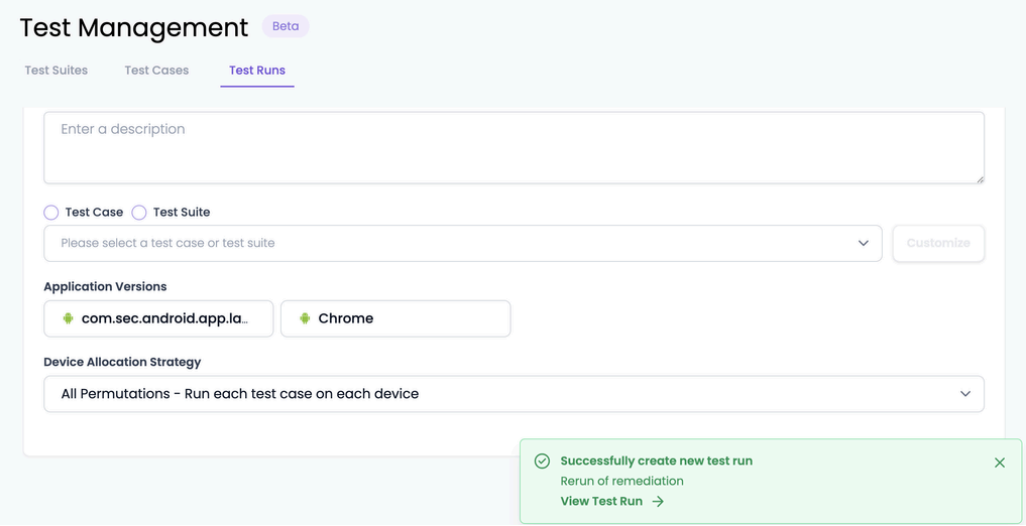 Test Management Beta
Test Suites Test Cases Test Runs
Enter a description
Test Case Test Suite
Please select a test case or test suite
Customize
Application Versions
com.sec.android.app.la... Chrome
Device Allocation Strategy
All Permutations - Run each test case on each device
Successfully create new test run
Rerun of remediation
View Test Run →